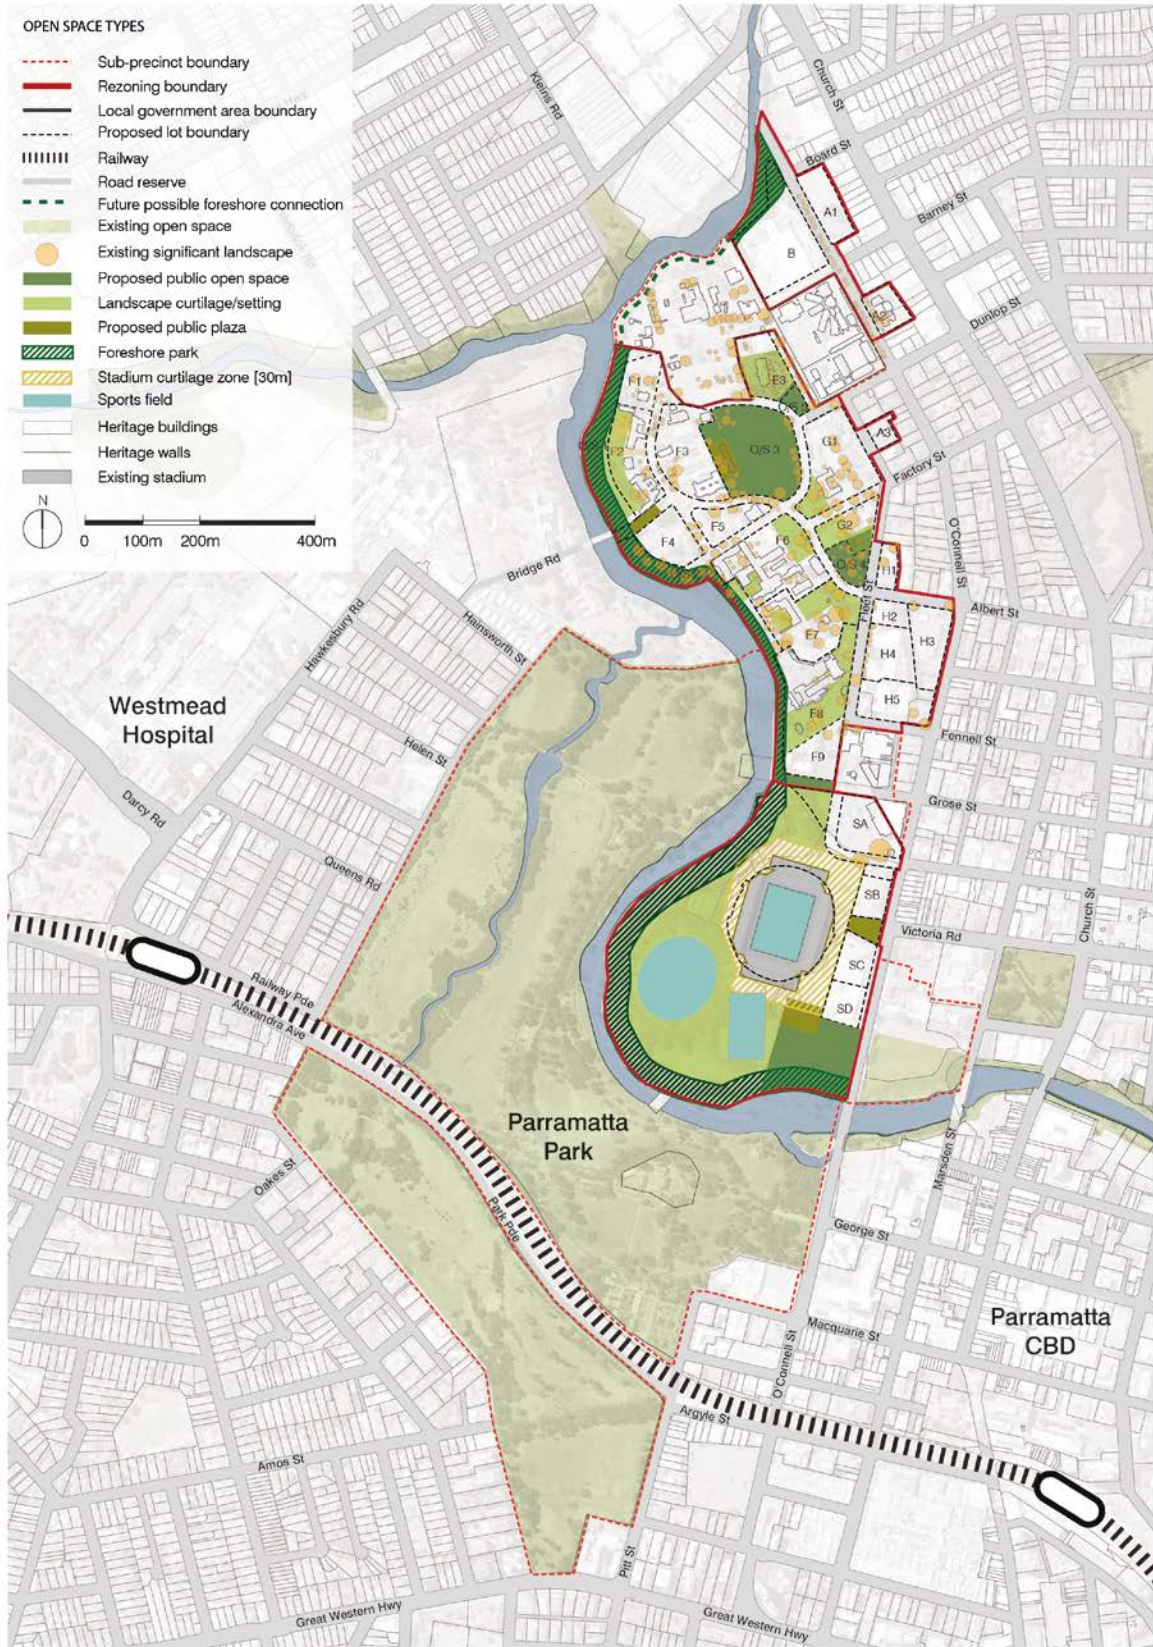 OPEN SPACE TYPES
Sub-precinct boundary
Rezoning boundary
Local government area boundary
Proposed lot boundary
Railway
Road reserve
Future possible foreshore connection
Existing open space
Existing significant landscape
Proposed public open space
Landscape curtilage/setting
Proposed public plaza
Foreshore park
Stadium curtilage zone [30m]
Sports field
Heritage buildings
Heritage walls
Existing stadium
N
0 100m 200m 400m
Kleins Rd
Church St
Board St
A1
Barney St
B
A2
Dunlop St
E3
F1
A3
G1
F2
F3
O/S 3
Factory St
F5
G2
F4
F6
O'Connell St
Bridge Rd
H1
Fleet St
Albert St
H2
Hainsworth St
Hawkesbury Rd
F7
H3
H4
H5
Westmead
Hospital
F8
Fennell St
Helen St
F9
Darcy Rd
Grose St
SA
Queens Rd
SB
Church St
Victoria Rd
SC
Railway Pde
SD
Alexandra Ave
Parramatta
Park
Marsden St
Oakes St
Park Pde
George St
Macquarie St
Parramatta
CBD
O'Connell St
Argyle St
Amos St
Pitt St
Great Western Hwy
Great Western Hwy